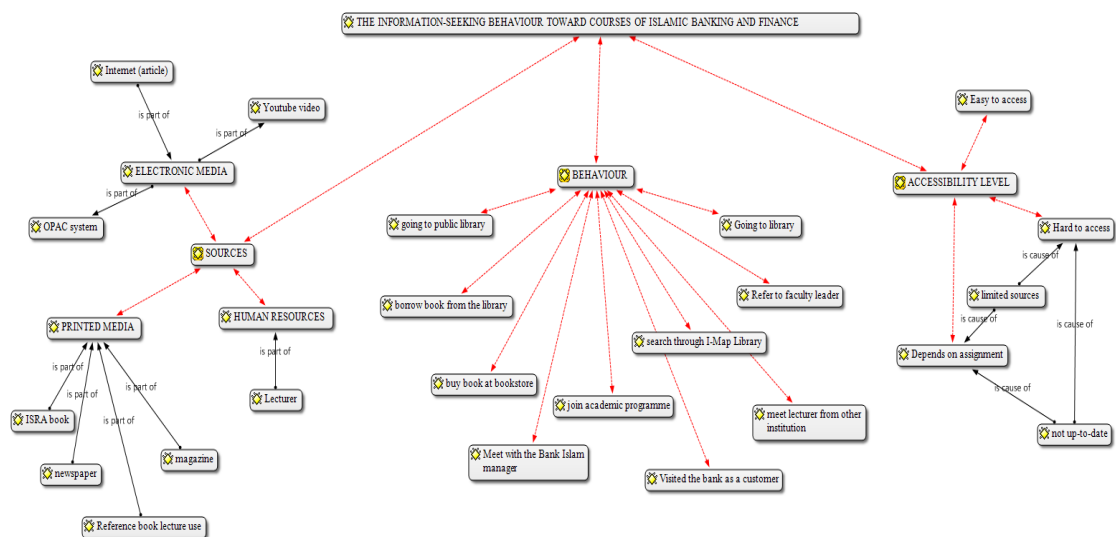 THE INFORMATION-SEEKING BEHAVIOUR TOWARD COURSES OF ISLAMIC BANKING AND FINANCE
Internet (article)
Youtube video
is part of
is part of
ELECTRONIC MEDIA
is part of
OPAC system
SOURCES
PRINTED MEDIA
HUMAN RESOURCES
is part of
is part of
is part of
is part of
is part of
ISRA book
newspaper
magazine
Reference book lecture use
Lecturer
BEHAVIOUR
going to public library
Going to library
borrow book from the library
Refer to faculty leader
search through I-Map Library
buy book at bookstore
join academic programme
meet lecturer from other
institution
Meet with the Bank Islam
manager
Visited the bank as a customer
Easy to access
ACCESSIBILITY LEVEL
Hard to access
is cause of
limited sources
is cause of
is cause of
Depends on assignment
is cause of
not up-to-date